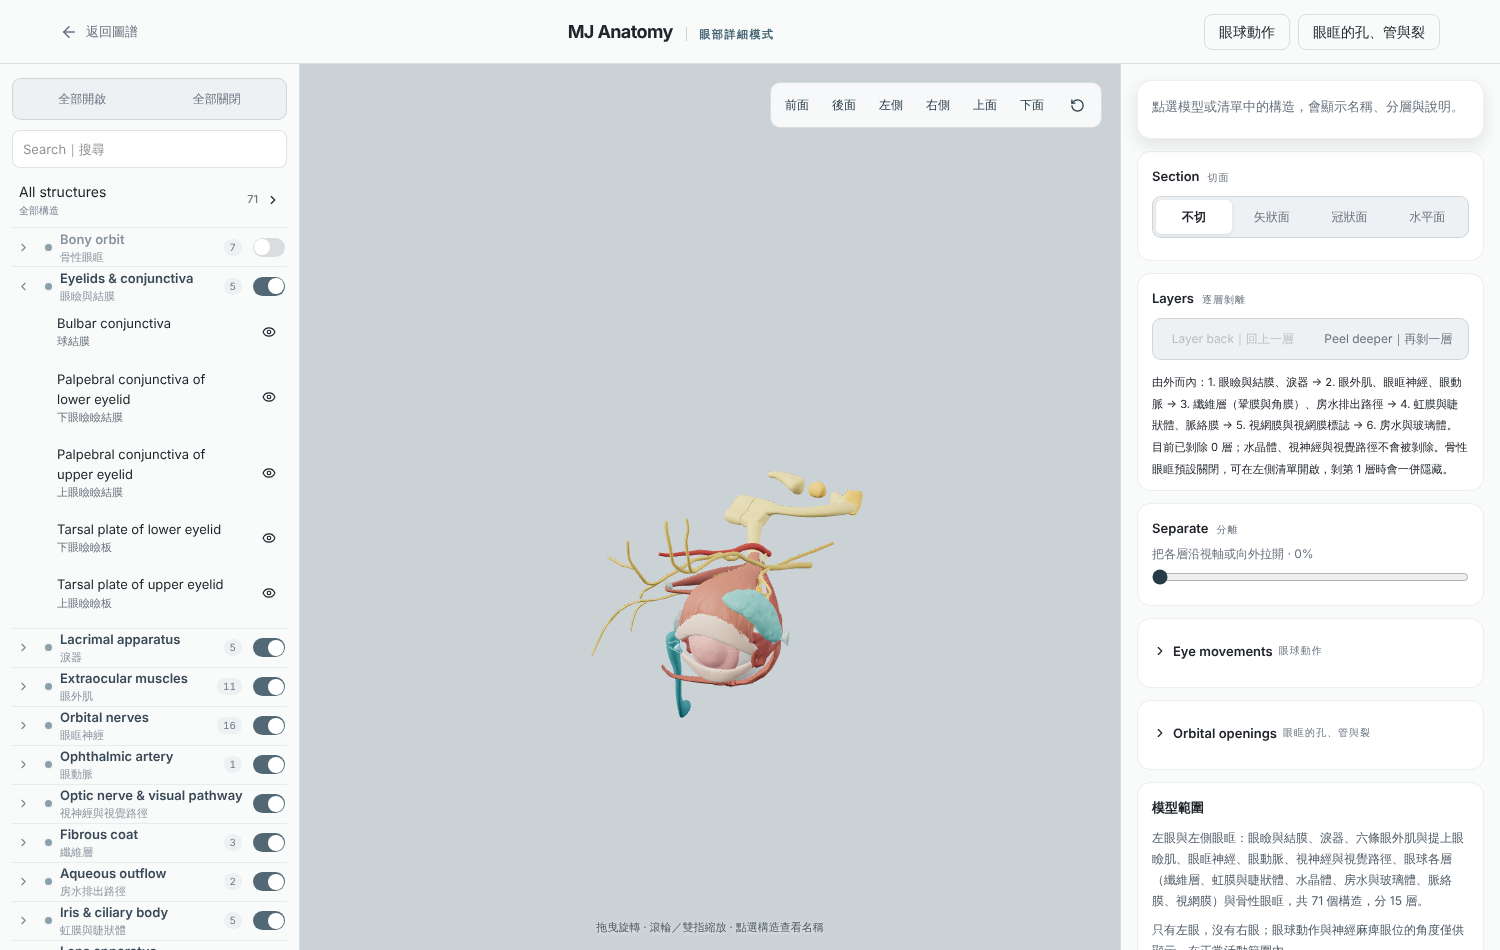 返回圖譜
MJ Anatomy
眼部詳細模式
眼球動作
眼眶的孔、管與裂
全部開啟
全部關閉
Search｜搜尋
All structures
全部構造
71
Bony orbit
骨性眼眶
7
Eyelids & conjunctiva
眼瞼與結膜
5
Bulbar conjunctiva
球結膜
Palpebral conjunctiva of
lower eyelid
下眼瞼瞼結膜
Palpebral conjunctiva of
upper eyelid
上眼瞼瞼結膜
Tarsal plate of lower eyelid
下眼瞼瞼板
Tarsal plate of upper eyelid
上眼瞼瞼板
Lacrimal apparatus
淚器
5
Extraocular muscles
眼外肌
11
Orbital nerves
眼眶神經
16
Ophthalmic artery
眼動脈
1
Optic nerve & visual pathway
視神經與視覺路徑
Fibrous coat
纖維層
3
Aqueous outflow
房水排出路徑
2
Iris & ciliary body
虹膜與睫狀體
5
前面
後面
左側
右側
上面
下面
拖曳旋轉 · 滾輪／雙指縮放 · 點選構造查看名稱
點選模型或清單中的構造，會顯示名稱、分層與說明。
Section 切面
不切
矢狀面
冠狀面
水平面
Layers 逐層剝離
Layer back｜回上一層
Peel deeper｜再剝一層
由外而內：1. 眼瞼與結膜、淚器 → 2. 眼外肌、眼眶神經、眼動
脈 → 3. 纖維層（鞏膜與角膜）、房水排出路徑 → 4. 虹膜與睫
狀體、脈絡膜 → 5. 視網膜與視網膜標誌 → 6. 房水與玻璃體。
目前已剝除 0 層；水晶體、視神經與視覺路徑不會被剝除。骨性
眼眶預設關閉，可在左側清單開啟，剝第 1 層時會一併隱藏。
Separate 分離
把各層沿視軸或向外拉開 · 0%
Eye movements 眼球動作
Orbital openings 眼眶的孔、管與裂
模型範圍
左眼與左側眼眶：眼瞼與結膜、淚器、六條眼外肌與提上眼
瞼肌、眼眶神經、眼動脈、視神經與視覺路徑、眼球各層
（纖維層、虹膜與睫狀體、水晶體、房水與玻璃體、脈絡
膜、視網膜）與骨性眼眶，共 71 個構造，分 15 層。
只有左眼，沒有右眼；眼球動作與神經麻痺眼位的角度僅供